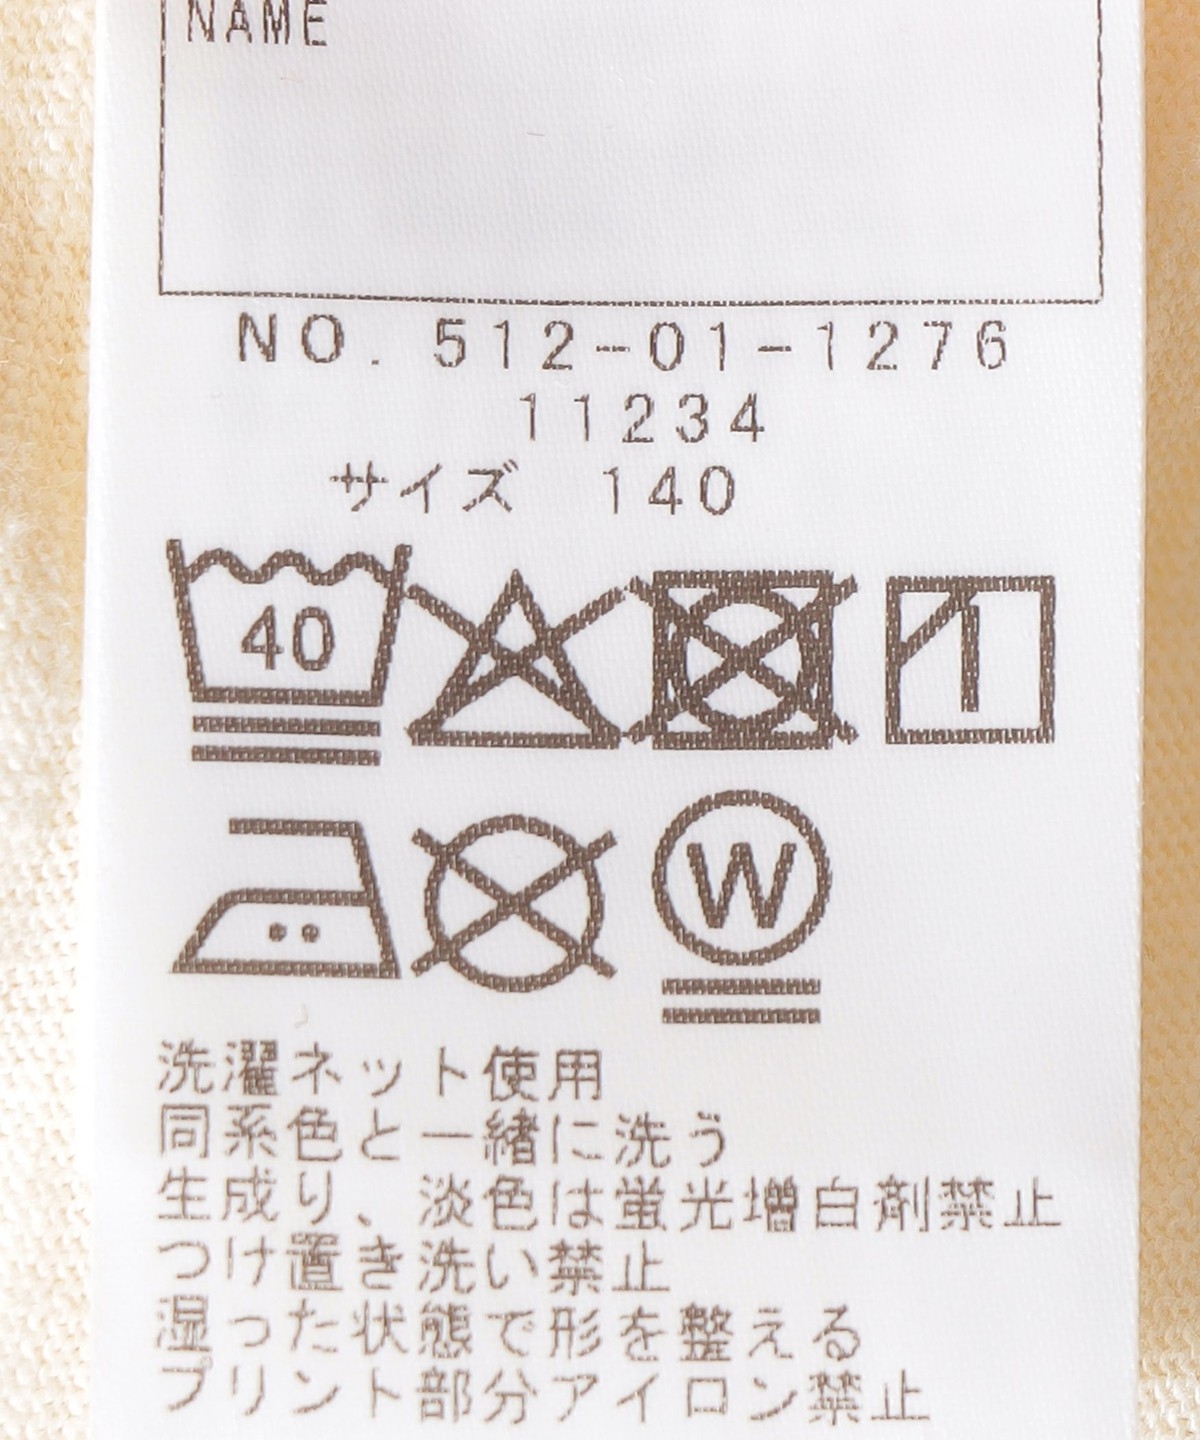 NAME
NO. 512-01-1276
11234
サイズ 140
40
W
洗濯ネット使用
同系色と一緒に洗う
生成り、淡色は蛍光増白剤禁止
つけ置き洗い禁止
湿った状態で形を整える
プリント部分アイロン禁止